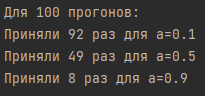 Для 100 прогонов:
Приняли 92 раз для a=0.1
Приняли 49 раз для a=0.5
Приняли 8 раз для a=0.9